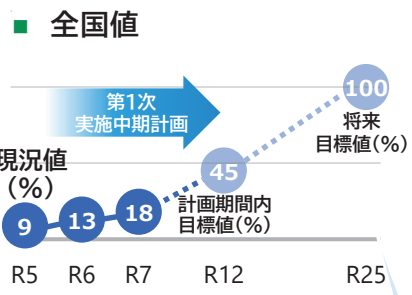 ■ 全国値
第1次
実施中期計画
100
将来
目標値(%)
現況値
(%)
45
計画期間内
目標値(%)
9
13
18
R5 R6 R7 R12 R25